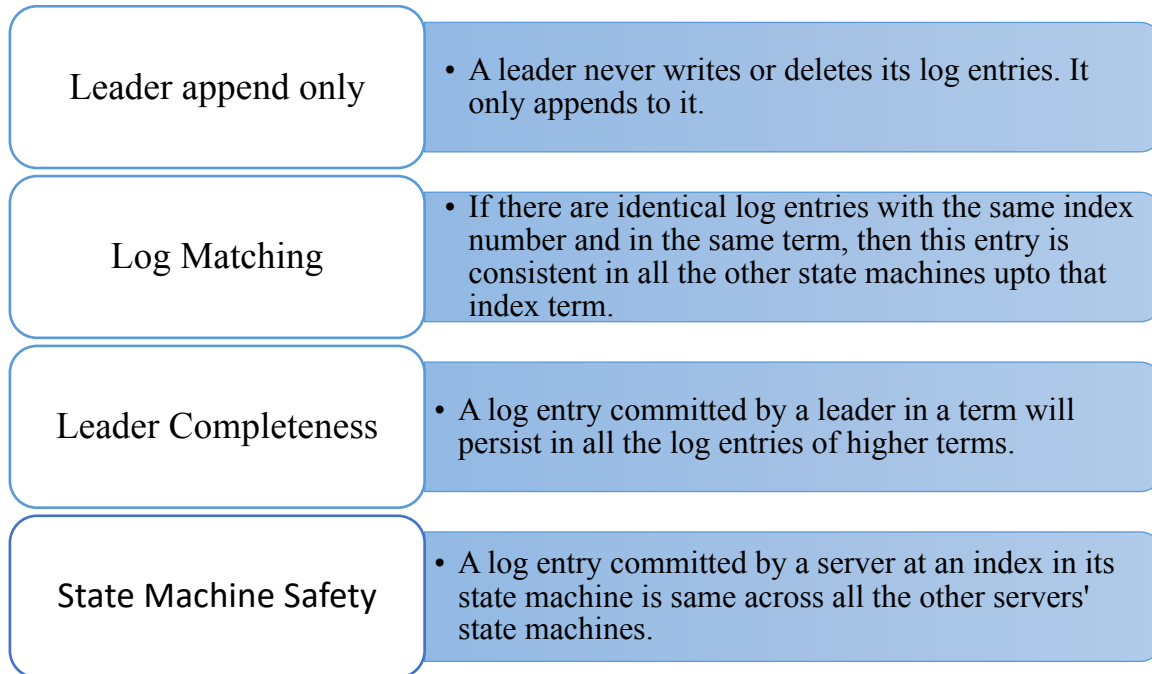 Leader append only
• A leader never writes or deletes its log entries. It
only appends to it.
Log Matching
• If there are identical log entries with the same index
number and in the same term, then this entry is
consistent in all the other state machines upto that
index term.
Leader Completeness
• A log entry committed by a leader in a term will
persist in all the log entries of higher terms.
State Machine Safety
• A log entry committed by a server at an index in its
state machine is same across all the other servers'
state machines.